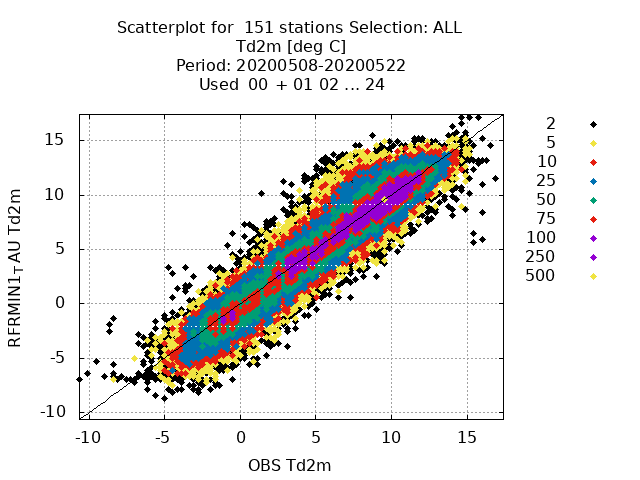 Scatterplot for  151 stations Selection: ALL
Td2m [deg C]
Period: 20200508-20200522
Used  00 + 01 02 ... 24
2
5
10
25
50
75
100
250
500
15
10
5
0
-5
-10
-10 -5 0 5 10 15
RFRMIN1_T AU Td2m
OBS Td2m